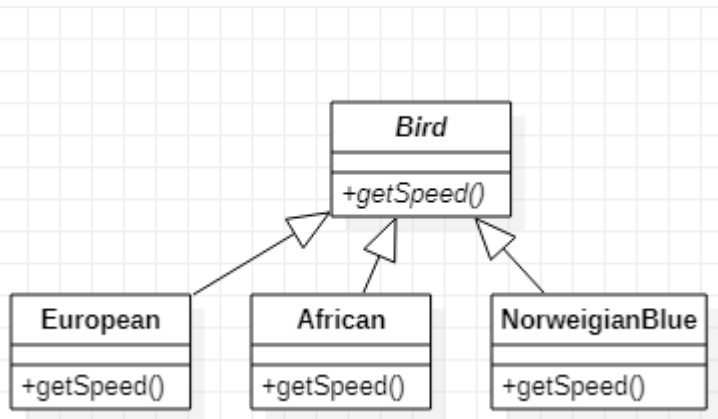 Bird
+getSpeed()
European
African
NorweigianBlue
+getSpeed()
+getSpeed()
+getSpeed()